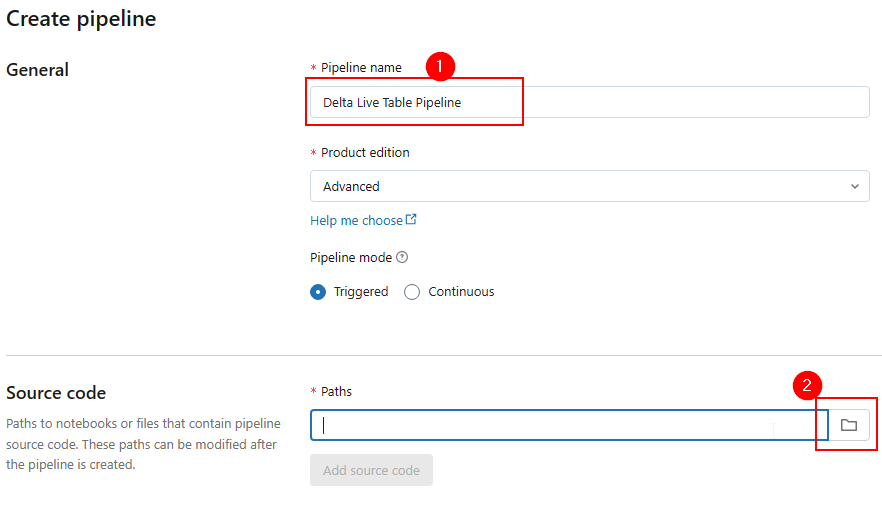 Create pipeline
General
* Pipeline name
1
Delta Live Table Pipeline
* Product edition
Advanced
Help me choose
Pipeline mode ?
Triggered
Continuous
Source code
Paths to notebooks or files that contain pipeline
source code. These paths can be modified after
the pipeline is created.
* Paths
2
Add source code